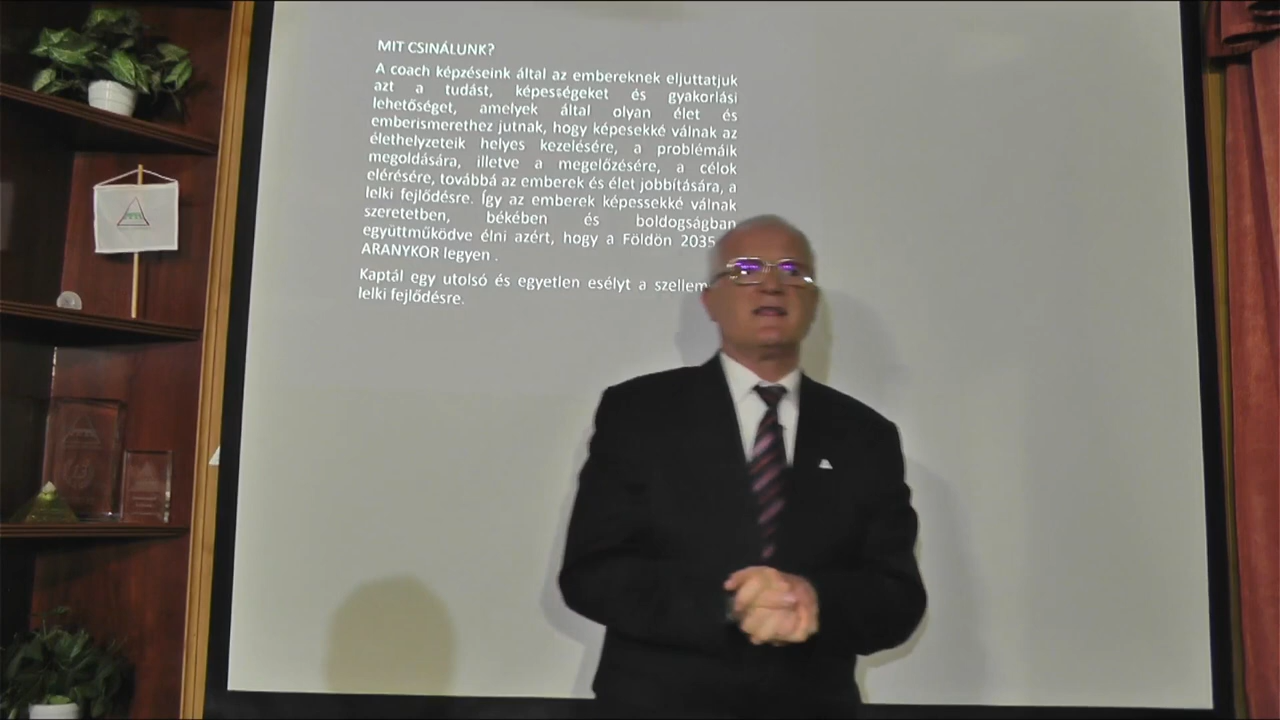 MIT CSINÁLUNK?
A coach képzéseink által az embereknek eljuttatjuk
azt a tudást, képességeket és gyakorlási
lehetőséget, amelyek által olyan élet és
emberismerethez jutnak, hogy képesekké válnak az
élethelyzeteik helyes kezelésére, a problémáik
megoldására, illetve a megelőzésére, a célok
elérésére, továbbá az emberek és élet jobbítására, a
lelki fejlődésre. Így az emberek képessekké válnak
szeretetben, békében és boldogságban
együttműködve élni azért, hogy a Földön 2035
ARANYKOR legyen .
Kaptál egy utolsó és egyetlen esélyt a szellem
lelki fejlődésre.